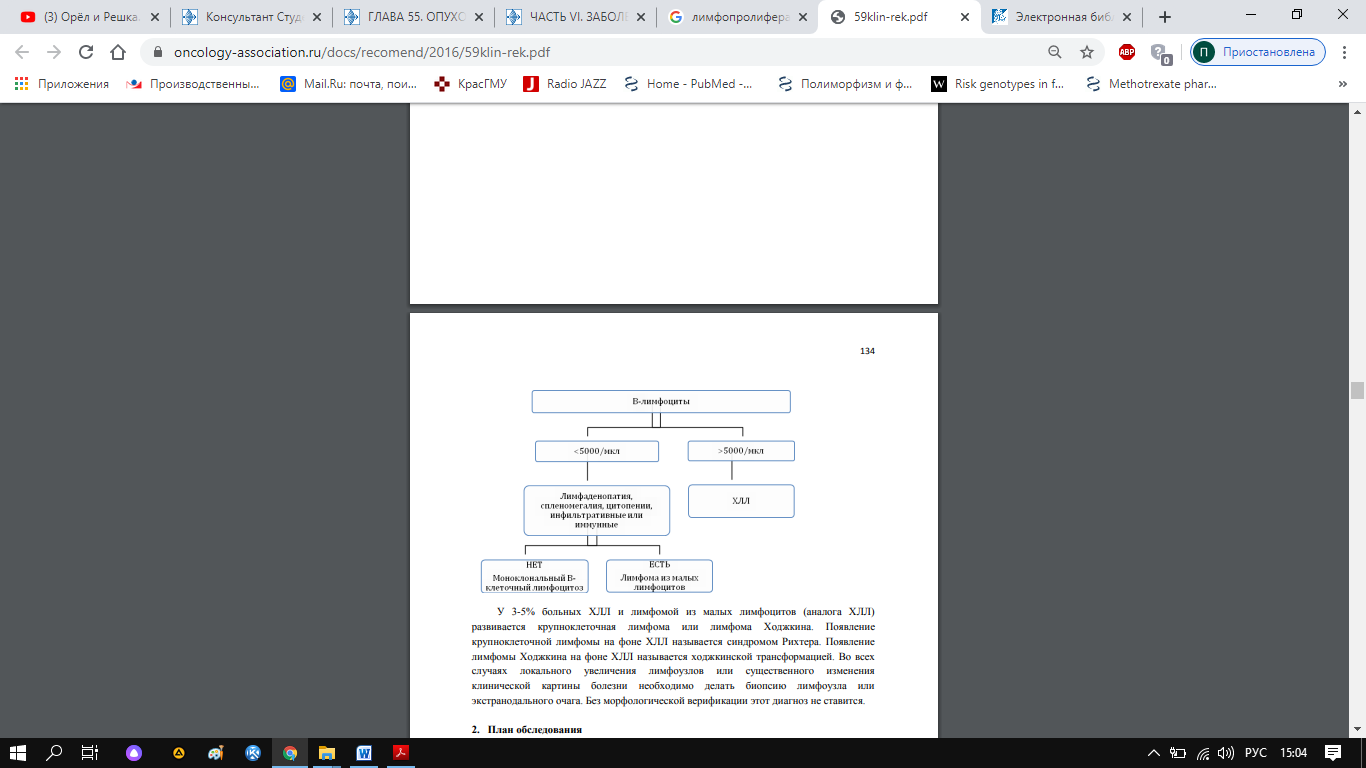 (3) Орёл и Решка.
Консультант Студ
ГЛАВА 55. ОПУХО
ЧАСТЬ VI. ЗАБОЛЕ
лимфопролифера
59klin-rek.pdf
Электронная биб
oncology-association.ru/docs/recomend/2016/59klin-rek.pdf
ABP
0
П
Приостановлена
Приложения
Производственны...
Mail.Ru: почта, пои...
КрасГМУ
Radio JAZZ
Home - PubMed -...
Полиморфизм и ф...
Risk genotypes in f...
Methotrexate phar...
»
134
В-лимфоциты
<5000/мкл
>5000/мкл
Лимфаденопатия,
спленомегалия, цитопении,
инфильтративные или
иммунные
ХЛЛ
НЕТ
Моноклональный В-
клеточный лимфоцитоз
ЕСТЬ
Лимфома из малых
лимфоцитов
У 3-5% больных ХЛЛ и лимфомой из малых лимфоцитов (аналога ХЛЛ)
развивается крупноклеточная лимфома или лимфома Ходжкина. Появление
крупноклеточной лимфомы на фоне ХЛЛ называется синдромом Рихтера. Появление
лимфомы Ходжкина на фоне ХЛЛ называется ходжкинской трансформацией. Во всех
случаях локального увеличения лимфоузлов или существенного изменения
клинической картины болезни необходимо делать биопсию лимфоузла или
экстранодального очага. Без морфологической верификации этот диагноз не ставится.
2. План обследования
РУС
15:04